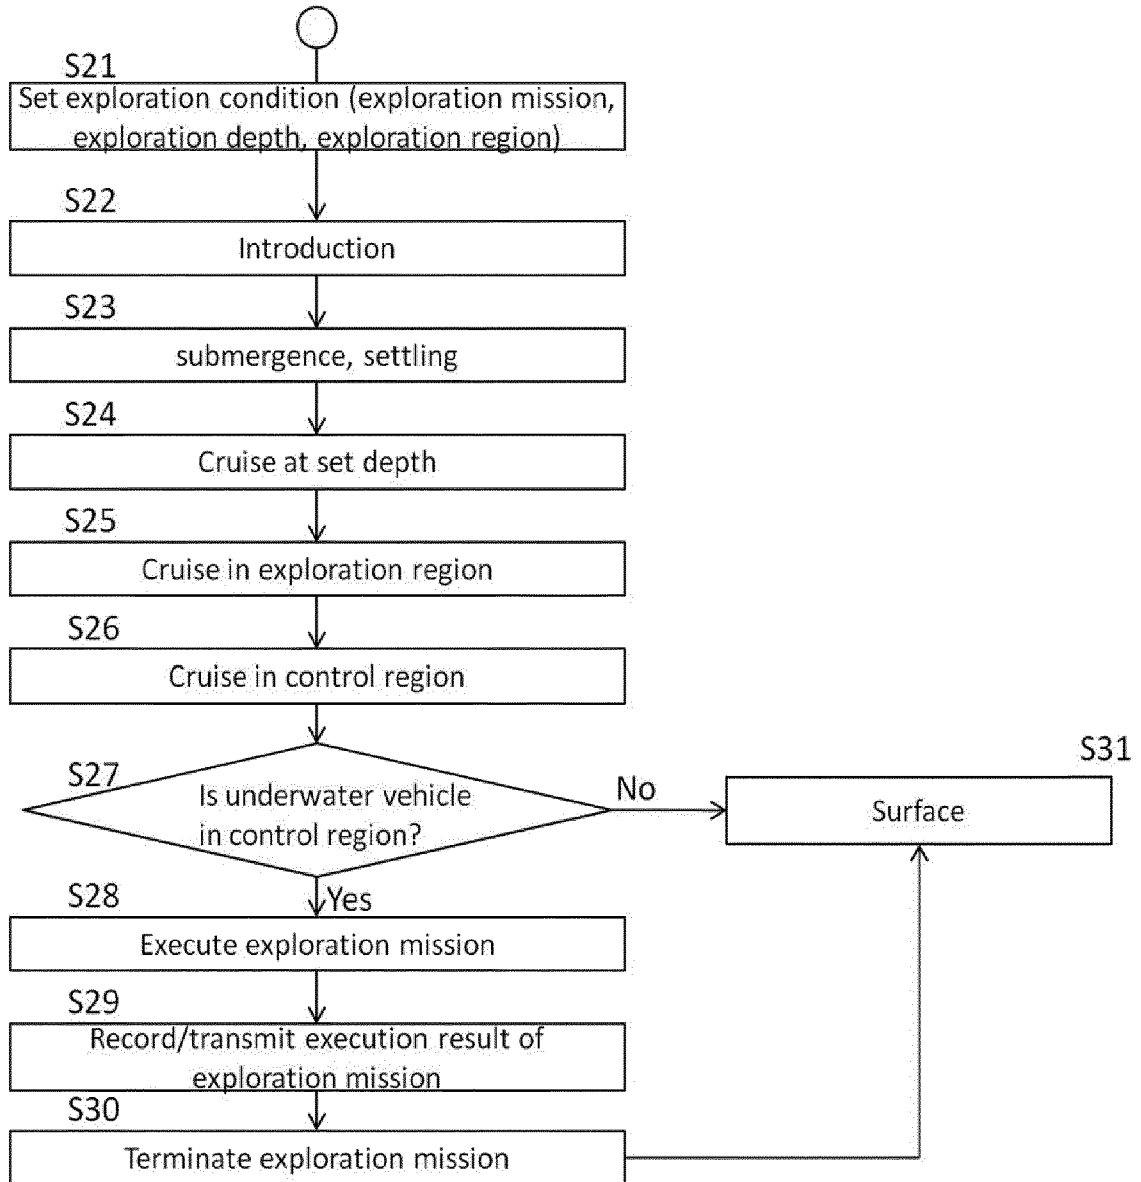 S21
Set exploration condition (exploration mission,
exploration depth, exploration region)
S22
Introduction
S23
submergence, settling
S24
Cruise at set depth
S25
Cruise in exploration region
S26
Cruise in control region
S27
Is underwater vehicle
in control region?
No
S31
Surface
Yes
S28
Execute exploration mission
S29
Record/transmit execution result of
exploration mission
S30
Terminate exploration mission